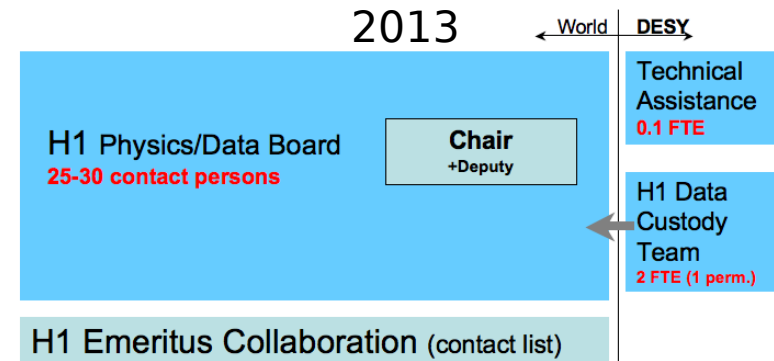 2013
World DESY
H1 Physics/Data Board
25-30 contact persons
Chair
+Deputy
Technical
Assistance
0.1 FTE
H1 Data
Custody
Team
2 FTE (1 perm.)
H1 Emeritus Collaboration (contact list)